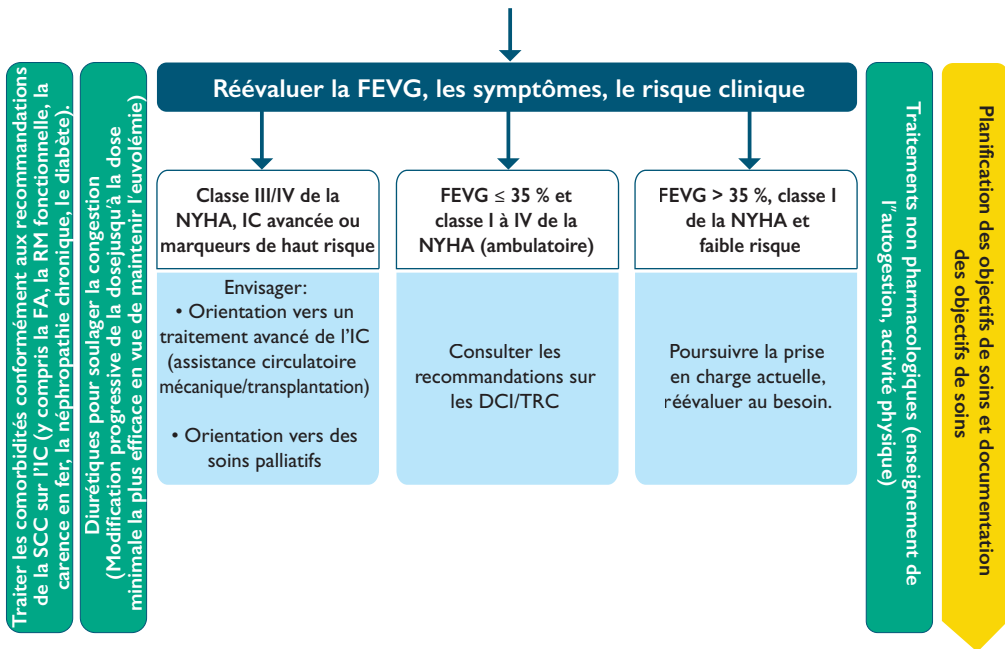 Traiter les comorbidités conformément aux recommandations
de la SCC sur l'IC (y compris la FA, la RM fonctionnelle, la
carence en fer, la néphropathie chronique, le diabète).
Diurétiques pour soulager la congestion
(Modification progressive de la dosejusqu'à la dose
minimale la plus efficace en vue de maintenir l'euvolémie)
Réévaluer la FEVG, les symptômes, le risque clinique
Classe III/IV de la
NYHA, IC avancée ou
marqueurs de haut risque
Envisager:
• Orientation vers un
traitement avancé de l'IC
(assistance circulatoire
mécanique/transplantation)
• Orientation vers des
soins palliatifs
FEVG ≤ 35 % et
classe I à IV de la
NYHA (ambulatoire)
Consulter les
recommandations sur
les DCI/TRC
FEVG > 35 %, classe I
de la NYHA et
faible risque
Poursuivre la prise
en charge actuelle,
réévaluer au besoin.
Traitements non pharmacologiques (enseignement de
l"autogestion, activité physique)
Planification des objectifs de soins et documentation
des objectifs de soins